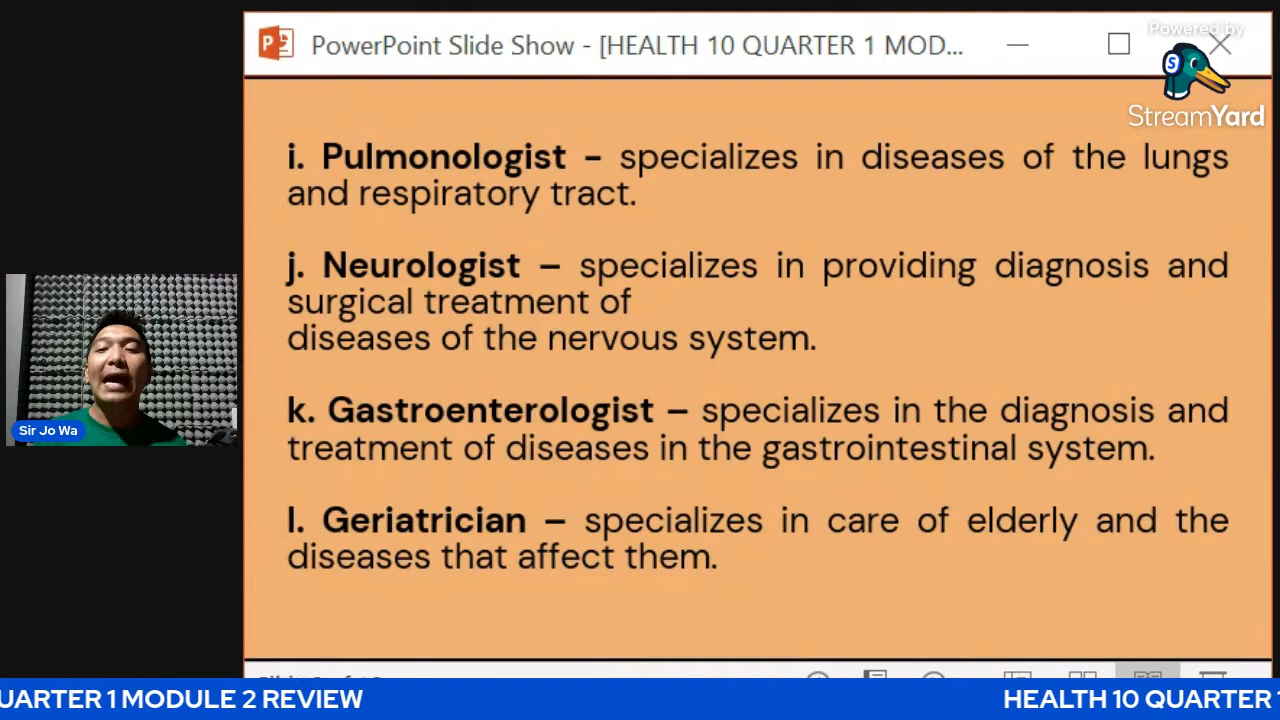 PowerPoint Slide Show - [HEALTH 10 QUARTER 1 MOD...
Powered by
StreamYard
i. Pulmonologist - specializes in diseases of the lungs
and respiratory tract.
j. Neurologist – specializes in providing diagnosis and
surgical treatment of
diseases of the nervous system.
k. Gastroenterologist – specializes in the diagnosis and
treatment of diseases in the gastrointestinal system.
l. Geriatrician – specializes in care of elderly and the
diseases that affect them.
Sir Jo Wa
UARTER 1 MODULE 2 REVIEW
HEALTH 10 QUARTER 1